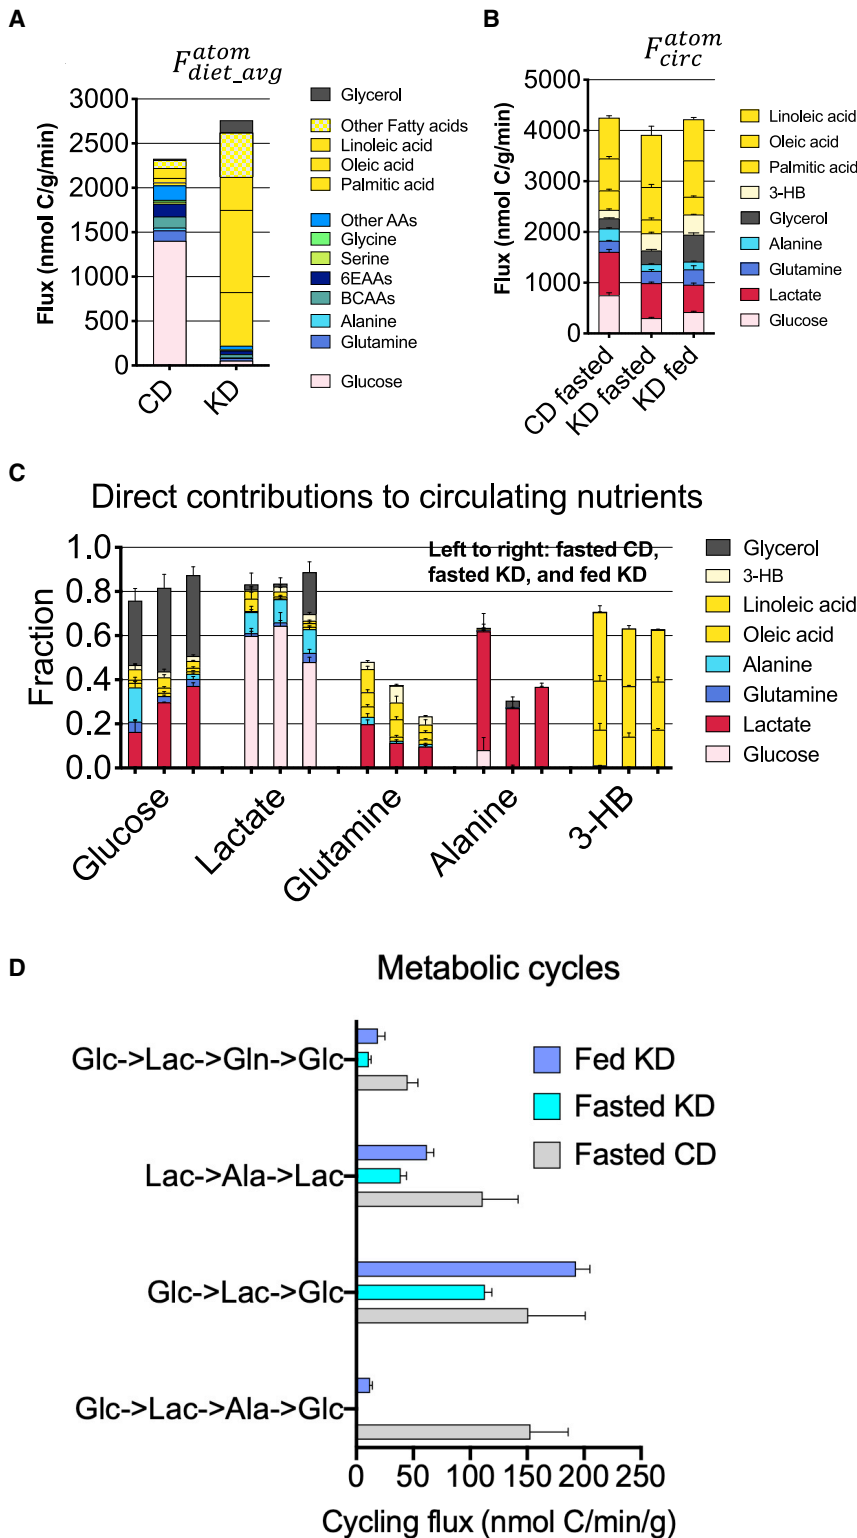 A
F^{atom}_{diet_avg}
Flux (nmol C/g/min)
3000
2500
2000
1500
1000
500
0
CD
KD
Glycerol
Other Fatty acids
Linoleic acid
Oleic acid
Palmitic acid
Other AAs
Glycine
Serine
6EAAs
BCAAs
Alanine
Glutamine
Glucose
B
F^{atom}_{circ}
Flux (nmol C/g/min)
5000
4000
3000
2000
1000
0
CD fasted
KD fasted
KD fed
Linoleic acid
Oleic acid
Palmitic acid
3-HB
Glycerol
Alanine
Glutamine
Lactate
Glucose
C
Direct contributions to circulating nutrients
Left to right: fasted CD,
fasted KD, and fed KD
Fraction
1.0
0.8
0.6
0.4
0.2
0.0
Glucose
Lactate
Glutamine
Alanine
3-HB
Glycerol
3-HB
Linoleic acid
Oleic acid
Alanine
Glutamine
Lactate
Glucose
D
Metabolic cycles
Glc->Lac->Gln->Glc
Lac->Ala->Lac
Glc->Lac->Glc
Glc->Lac->Ala->Glc
Fed KD
Fasted KD
Fasted CD
0 50 100 150 200 250
Cycling flux (nmol C/min/g)